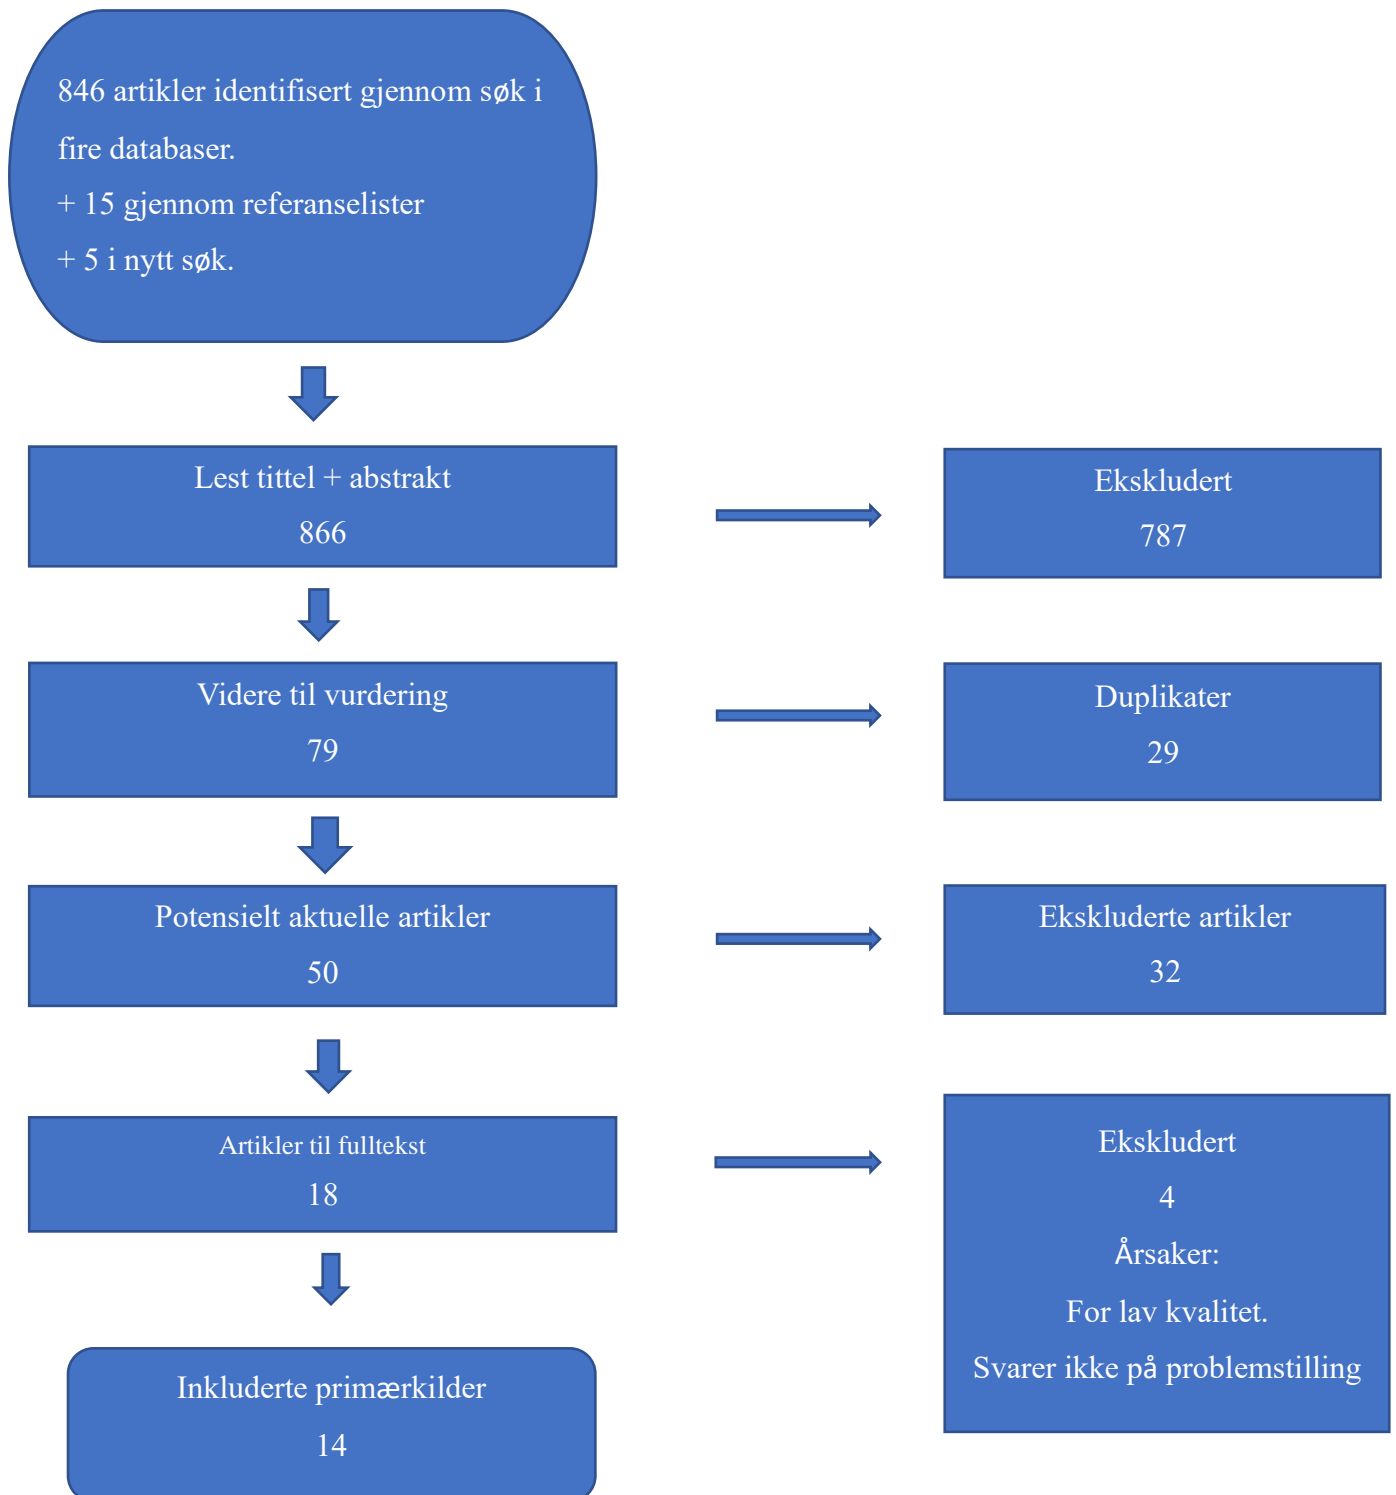 846 artikler identifisert gjennom søk i
fire databaser.
+ 15 gjennom referanselister
+ 5 i nytt søk.
Lest tittel + abstrakt
866
Ekskludert
787
Videre til vurdering
79
Duplikater
29
Potensielt aktuelle artikler
50
Ekskluderte artikler
32
Artikler til fulltekst
18
Ekskludert
4
Årsaker:
For lav kvalitet.
Svarer ikke på problemstilling
Inkluderte primærkilder
14